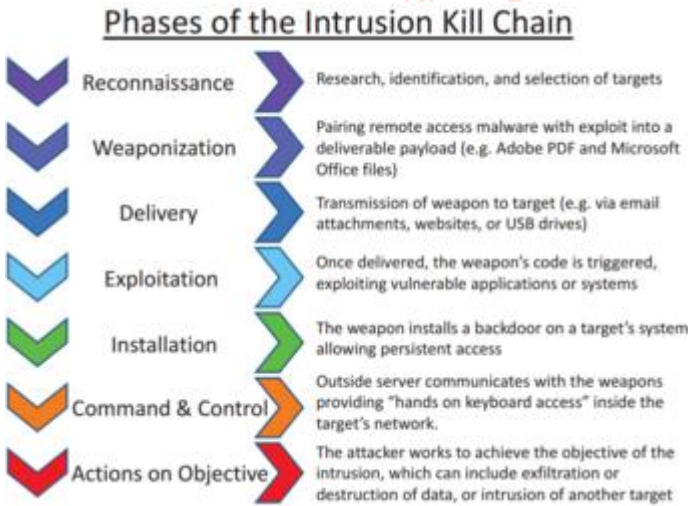 Phases of the Intrusion Kill Chain
Reconnaissance
Research, identification, and selection of targets
Weaponization
Pairing remote access malware with exploit into a
deliverable payload (e.g. Adobe PDF and Microsoft
Office files)
Delivery
Transmission of weapon to target (e.g. via email
attachments, websites, or USB drives)
Exploitation
Once delivered, the weapon's code is triggered,
exploiting vulnerable applications or systems
Installation
The weapon installs a backdoor on a target's system
allowing persistent access
Command & Control
Outside server communicates with the weapons
providing "hands on keyboard access" inside the
target's network.
Actions on Objective
The attacker works to achieve the objective of the
intrusion, which can include exfiltration or
destruction of data, or intrusion of another target